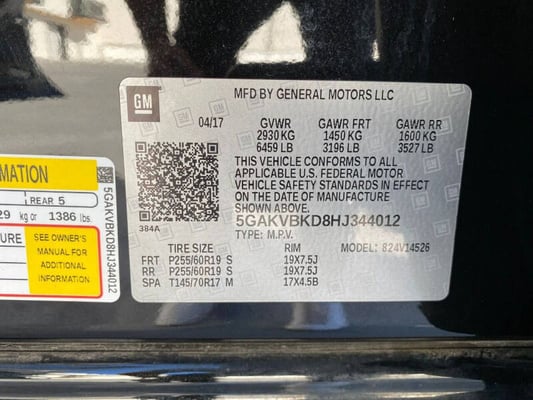 MFD BY GENERAL MOTORS LLC
GM
04/17 GVWR GAWR FRT GAWR RR
2930 KG 1450 KG 1600 KG
6459 LB 3196 LB 3527 LB
THIS VEHICLE CONFORMS TO ALL
APPLICABLE U.S. FEDERAL MOTOR
VEHICLE SAFETY STANDARDS IN EFFECT
ON THE DATE OF MANUFACTURE
SHOWN ABOVE.
384A
5GAKVBKD8HJ344012
TYPE: M.P.V. MODEL: 824V14526
TIRE SIZE RIM
FRT P255/60R19 S 19X7.5J
RR P255/60R19 S 19X7.5J
SPA T145/70R17 M 17X4.5B
REAR 5
kg or 1386 lbs.
SEE OWNER'S
MANUAL FOR
ADDITIONAL
INFORMATION
5GAKVBKD8HJ344012